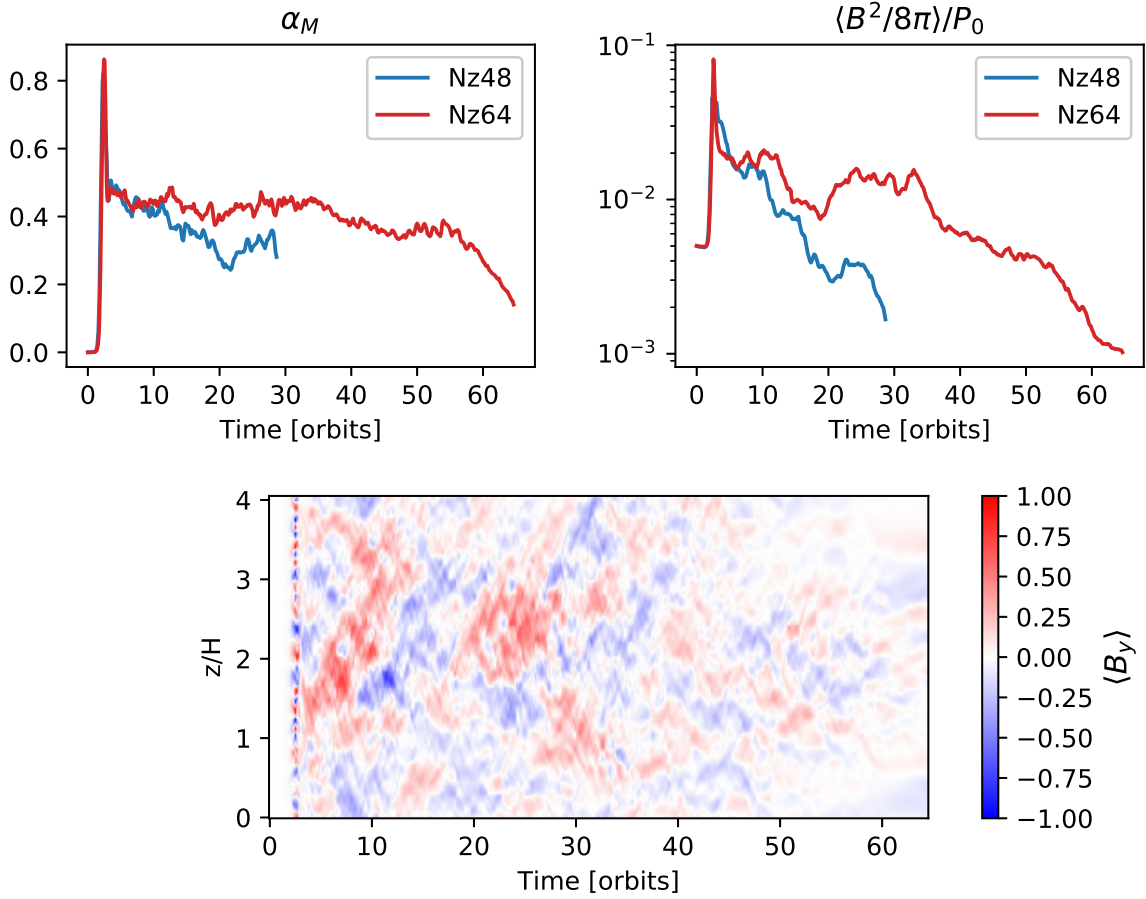 α_M
0.8
0.6
0.4
0.2
0.0
Nz48
Nz64
0 10 20 30 40 50 60
Time [orbits]
⟨B²/8π⟩/P₀
10⁻¹
10⁻²
10⁻³
Nz48
Nz64
0 10 20 30 40 50 60
Time [orbits]
z/H
4
3
2
1
0
0 10 20 30 40 50 60
Time [orbits]
1.00
0.75
0.50
0.25
0.00
−0.25
−0.50
−0.75
−1.00
⟨B_y⟩